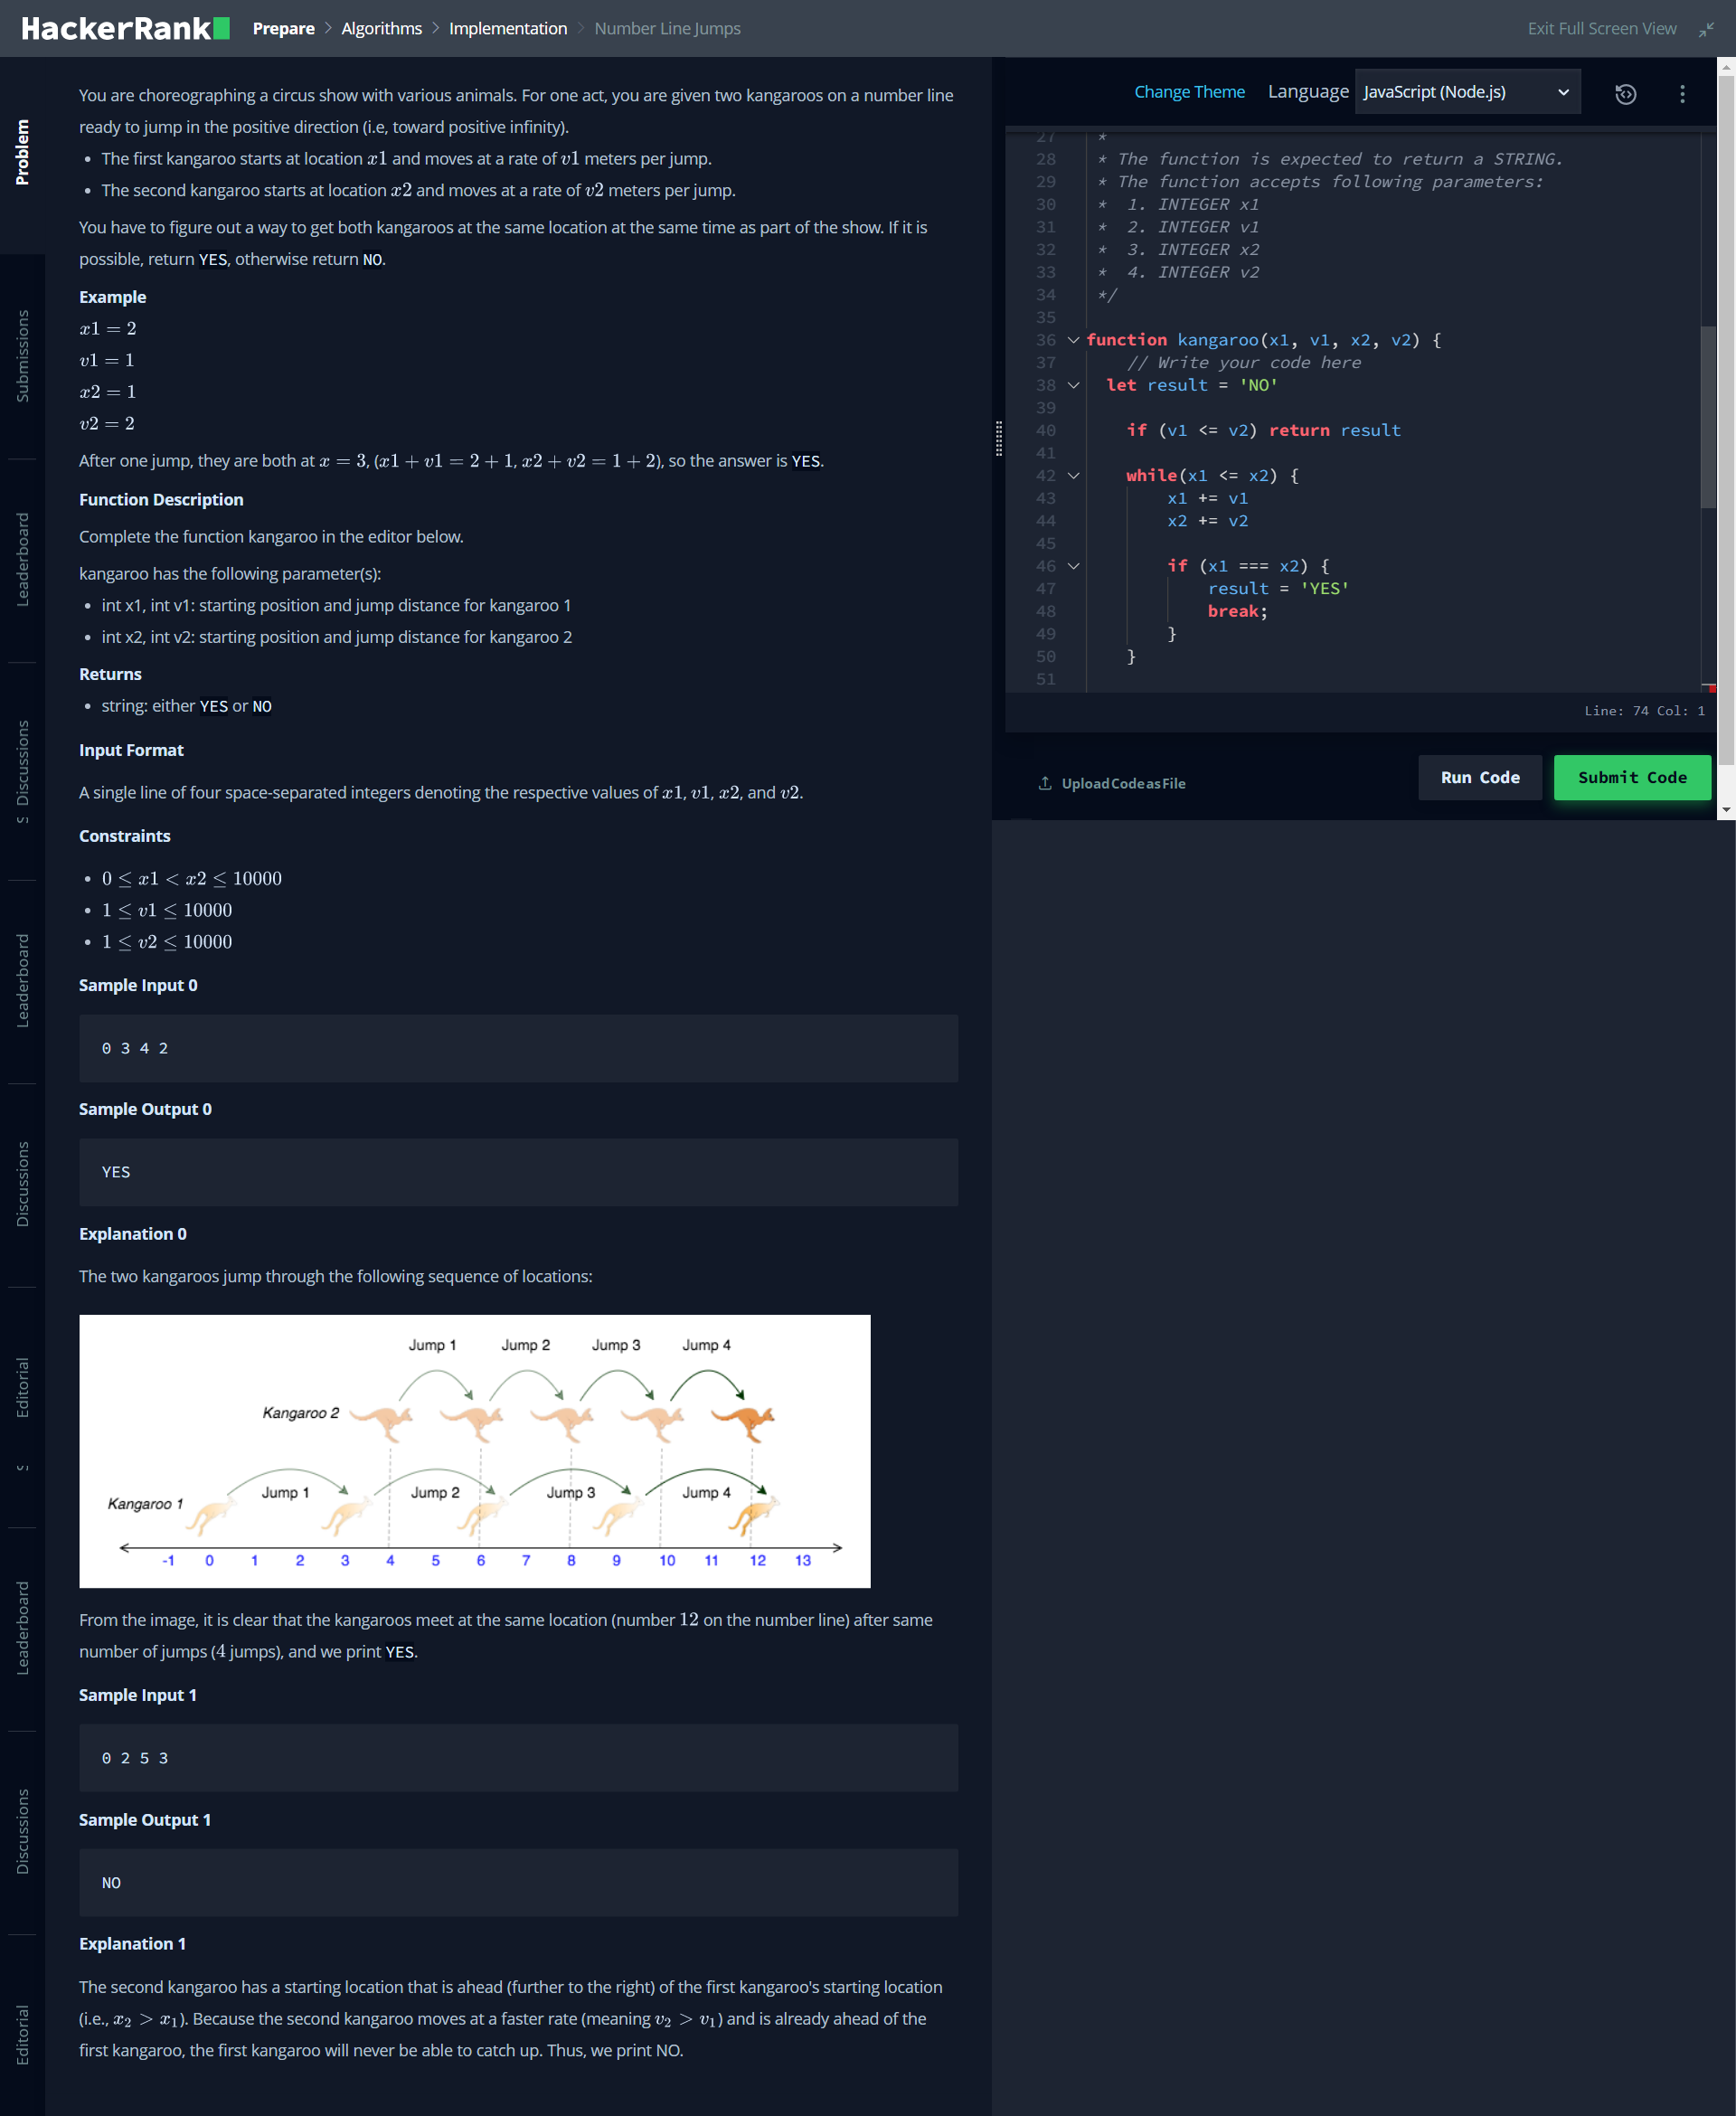 HackerRank Prepare > Algorithms > Implementation > Number Line Jumps
Exit Full Screen View
Problem
Submissions
Leaderboard
Discussions
Leaderboard
Discussions
Editorial
Leaderboard
Discussions
Editorial
You are choreographing a circus show with various animals. For one act, you are given two kangaroos on a number line
ready to jump in the positive direction (i.e, toward positive infinity).
• The first kangaroo starts at location x1 and moves at a rate of v1 meters per jump.
• The second kangaroo starts at location x2 and moves at a rate of v2 meters per jump.
You have to figure out a way to get both kangaroos at the same location at the same time as part of the show. If it is
possible, return YES, otherwise return NO.
Example
x1 = 2
v1 = 1
x2 = 1
v2 = 2
After one jump, they are both at x = 3, (x1 + v1 = 2 + 1, x2 + v2 = 1 + 2), so the answer is YES.
Function Description
Complete the function kangaroo in the editor below.
kangaroo has the following parameter(s):
• int x1, int v1: starting position and jump distance for kangaroo 1
• int x2, int v2: starting position and jump distance for kangaroo 2
Returns
• string: either YES or NO
Input Format
A single line of four space-separated integers denoting the respective values of x1, v1, x2, and v2.
Constraints
• 0 ≤ x1 < x2 ≤ 10000
• 1 ≤ v1 ≤ 10000
• 1 ≤ v2 ≤ 10000
Sample Input 0
0 3 4 2
Sample Output 0
YES
Explanation 0
The two kangaroos jump through the following sequence of locations:
Jump 1 Jump 2 Jump 3 Jump 4
Kangaroo 2
Jump 1 Jump 2 Jump 3 Jump 4
Kangaroo 1
-1 0 1 2 3 4 5 6 7 8 9 10 11 12 13
From the image, it is clear that the kangaroos meet at the same location (number 12 on the number line) after same
number of jumps (4 jumps), and we print YES.
Sample Input 1
0 2 5 3
Sample Output 1
NO
Explanation 1
The second kangaroo has a starting location that is ahead (further to the right) of the first kangaroo's starting location
(i.e., x₂ > x₁). Because the second kangaroo moves at a faster rate (meaning v₂ > v₁) and is already ahead of the
first kangaroo, the first kangaroo will never be able to catch up. Thus, we print NO.
Change Theme Language JavaScript (Node.js)
27 *
28 * The function is expected to return a STRING.
29 * The function accepts following parameters:
30 * 1. INTEGER x1
31 * 2. INTEGER v1
32 * 3. INTEGER x2
33 * 4. INTEGER v2
34 */
35
36 function kangaroo(x1, v1, x2, v2) {
37 // Write your code here
38 let result = 'NO'
39
40 if (v1 <= v2) return result
41
42 while(x1 <= x2) {
43 x1 += v1
44 x2 += v2
45
46 if (x1 === x2) {
47 result = 'YES'
48 break;
49 }
50 }
51
Line: 74 Col: 1
Upload Code as File
Run Code
Submit Code